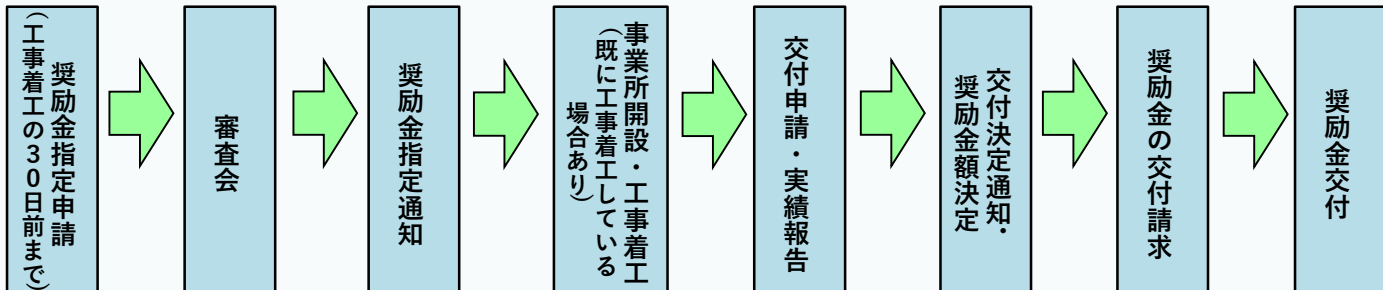 奨励金指定申請
（工事着工の30日前まで）
審査会
奨励金指定通知
事業所開設・工事着工
（既に工事着工している
場合あり）
交付申請・実績報告
交付決定通知・
奨励金額決定
奨励金の交付請求
奨励金交付